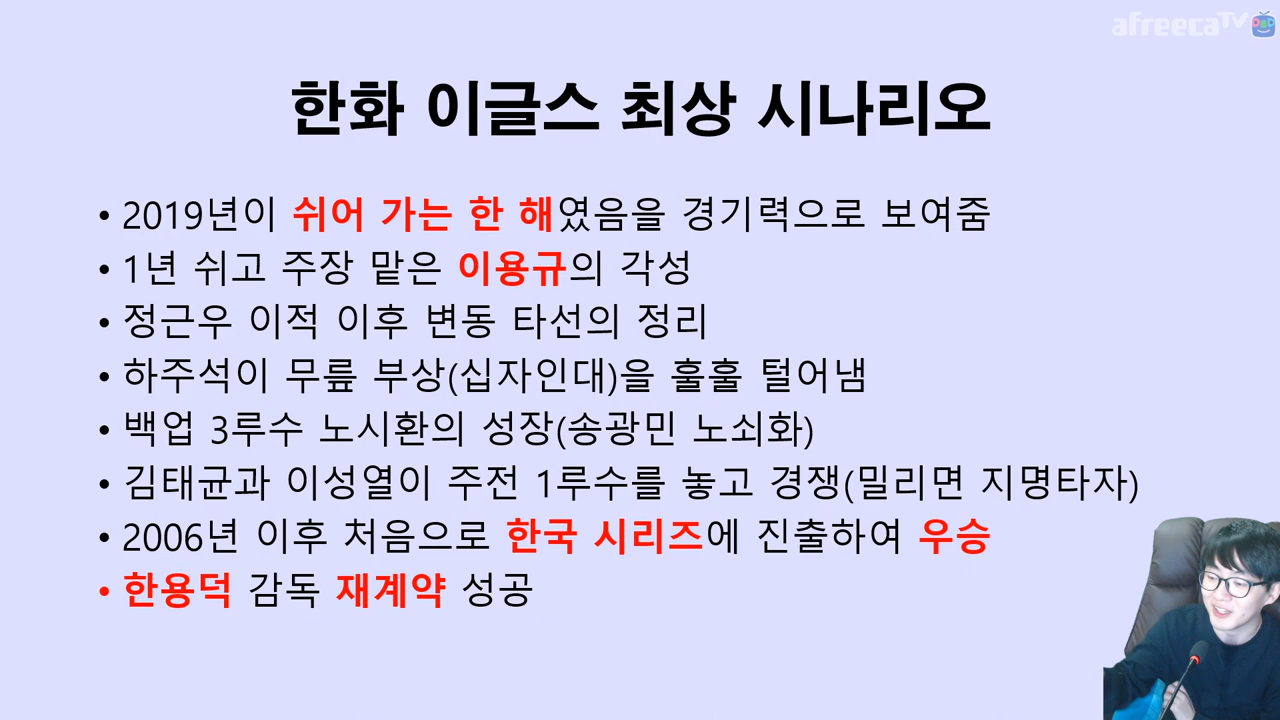 afreecaTV
한화 이글스 최상 시나리오
• 2019년이 쉬어 가는 한 해였음을 경기력으로 보여줌
• 1년 쉬고 주장 맡은 이용규의 각성
• 정근우 이적 이후 변동 타선의 정리
• 하주석이 무릎 부상(십자인대)을 훌훌 털어냄
• 백업 3루수 노시환의 성장(송광민 노쇠화)
• 김태균과 이성열이 주전 1루수를 놓고 경쟁(밀리면 지명타자)
• 2006년 이후 처음으로 한국 시리즈에 진출하여 우승
• 한용덕 감독 재계약 성공